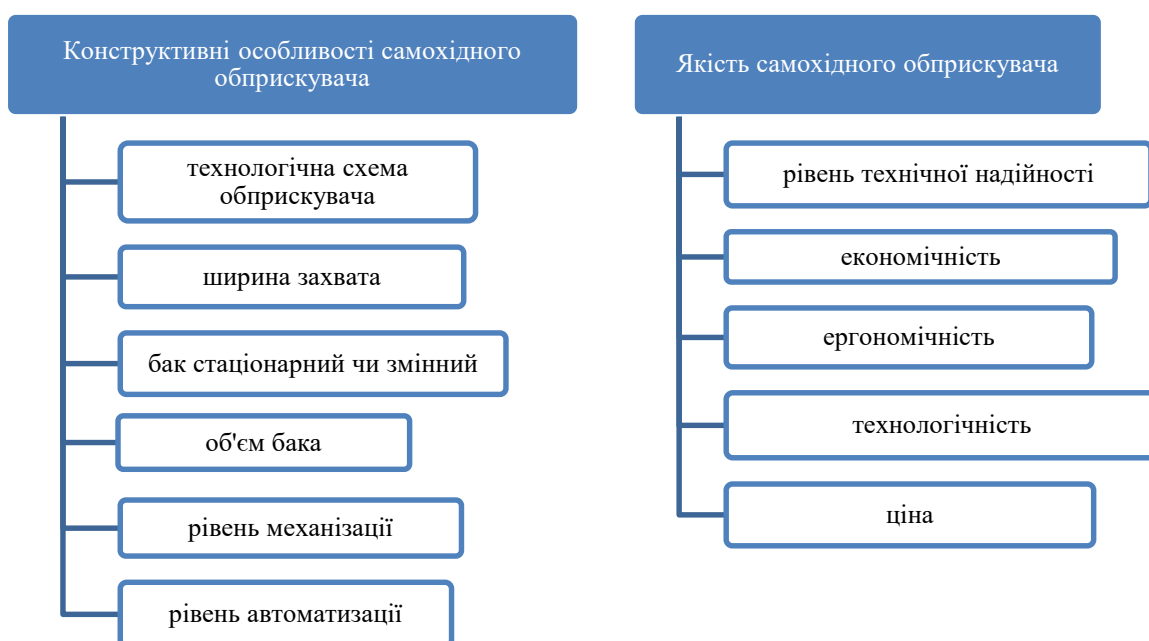 Конструктивні особливості самохідного
обприскувача
технологічна схема
обприскувача
ширина захвата
бак стаціонарний чи змінний
об'єм бака
рівень механізації
рівень автоматизації
Якість самохідного обприскувача
рівень технічної надійності
економічність
ергономічність
технологічність
ціна